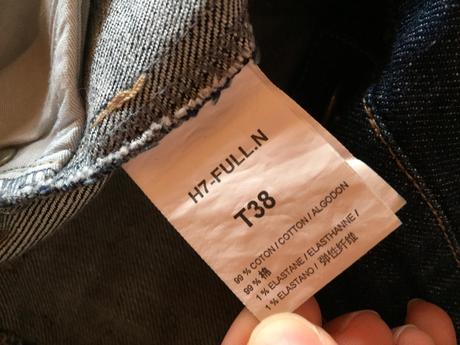 H7-FULL.N
T38
99 % COTON / COTTON / ALGODON
99 % 棉
1 % ELASTANE / ELASTHANNE /
1 % ELASTANO / 弹性纤维